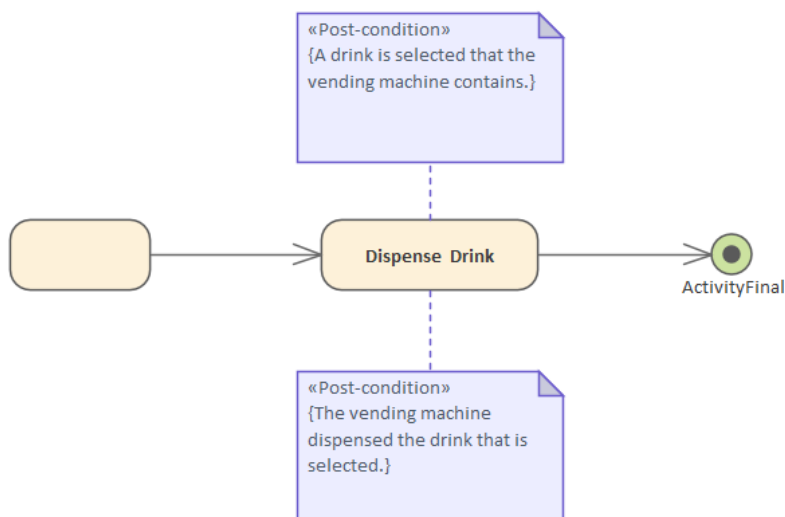 «Post-condition»
{A drink is selected that the
vending machine contains.}
Dispense Drink
ActivityFinal
«Post-condition»
{The vending machine
dispensed the drink that is
selected.}